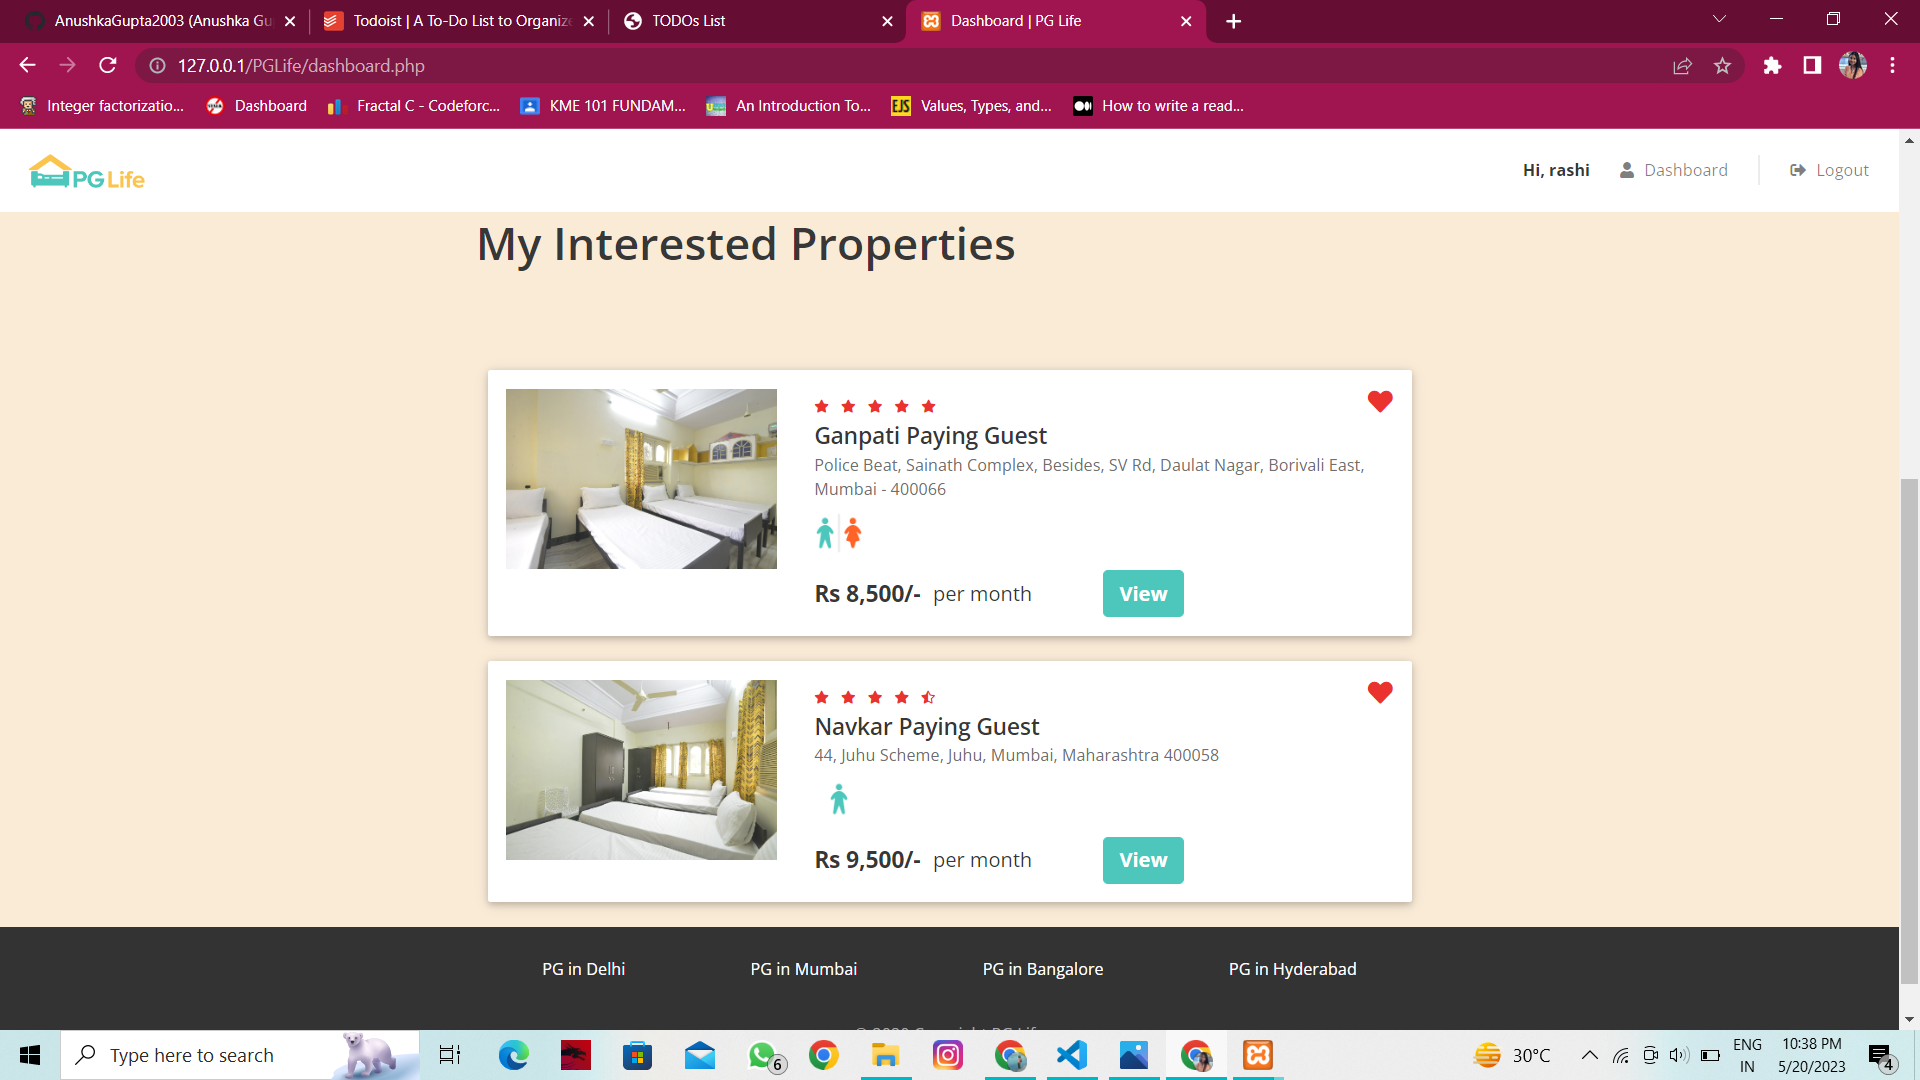 AnushkaGupta2003 (Anushka Gu
Todoist | A To-Do List to Organize
TODOs List
Dashboard | PG Life
127.0.0.1/PGLife/dashboard.php
Integer factorizatio...
Dashboard
Fractal C - Codeforc...
KME 101 FUNDAM...
An Introduction To...
EJS
Values, Types, and...
How to write a read...
PG Life
Hi, rashi
Dashboard
Logout
My Interested Properties
Ganpati Paying Guest
Police Beat, Sainath Complex, Besides, SV Rd, Daulat Nagar, Borivali East,
Mumbai - 400066
Rs 8,500/- per month
View
Navkar Paying Guest
44, Juhu Scheme, Juhu, Mumbai, Maharashtra 400058
Rs 9,500/- per month
View
PG in Delhi
PG in Mumbai
PG in Bangalore
PG in Hyderabad
Type here to search
6
30°C
ENG
IN
10:38 PM
5/20/2023
4